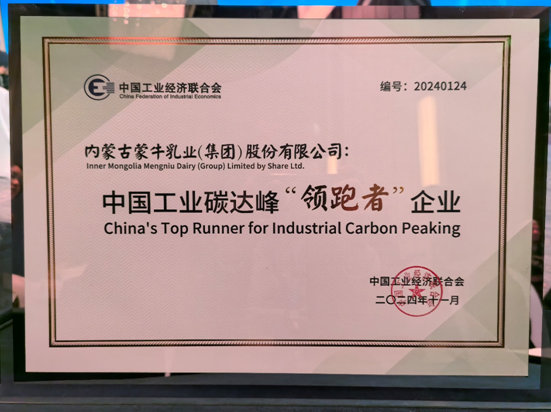 中国工业经济联合会
China Federation of Industrial Economics
编号：20240124
内蒙古蒙牛乳业(集团)股份有限公司：
Inner Mongolia Mengniu Dairy (Group) Limited by Share Ltd.
中国工业碳达峰“领跑者”企业
China's Top Runner for Industrial Carbon Peaking
中国工业经济联合会
二〇二四年十一月